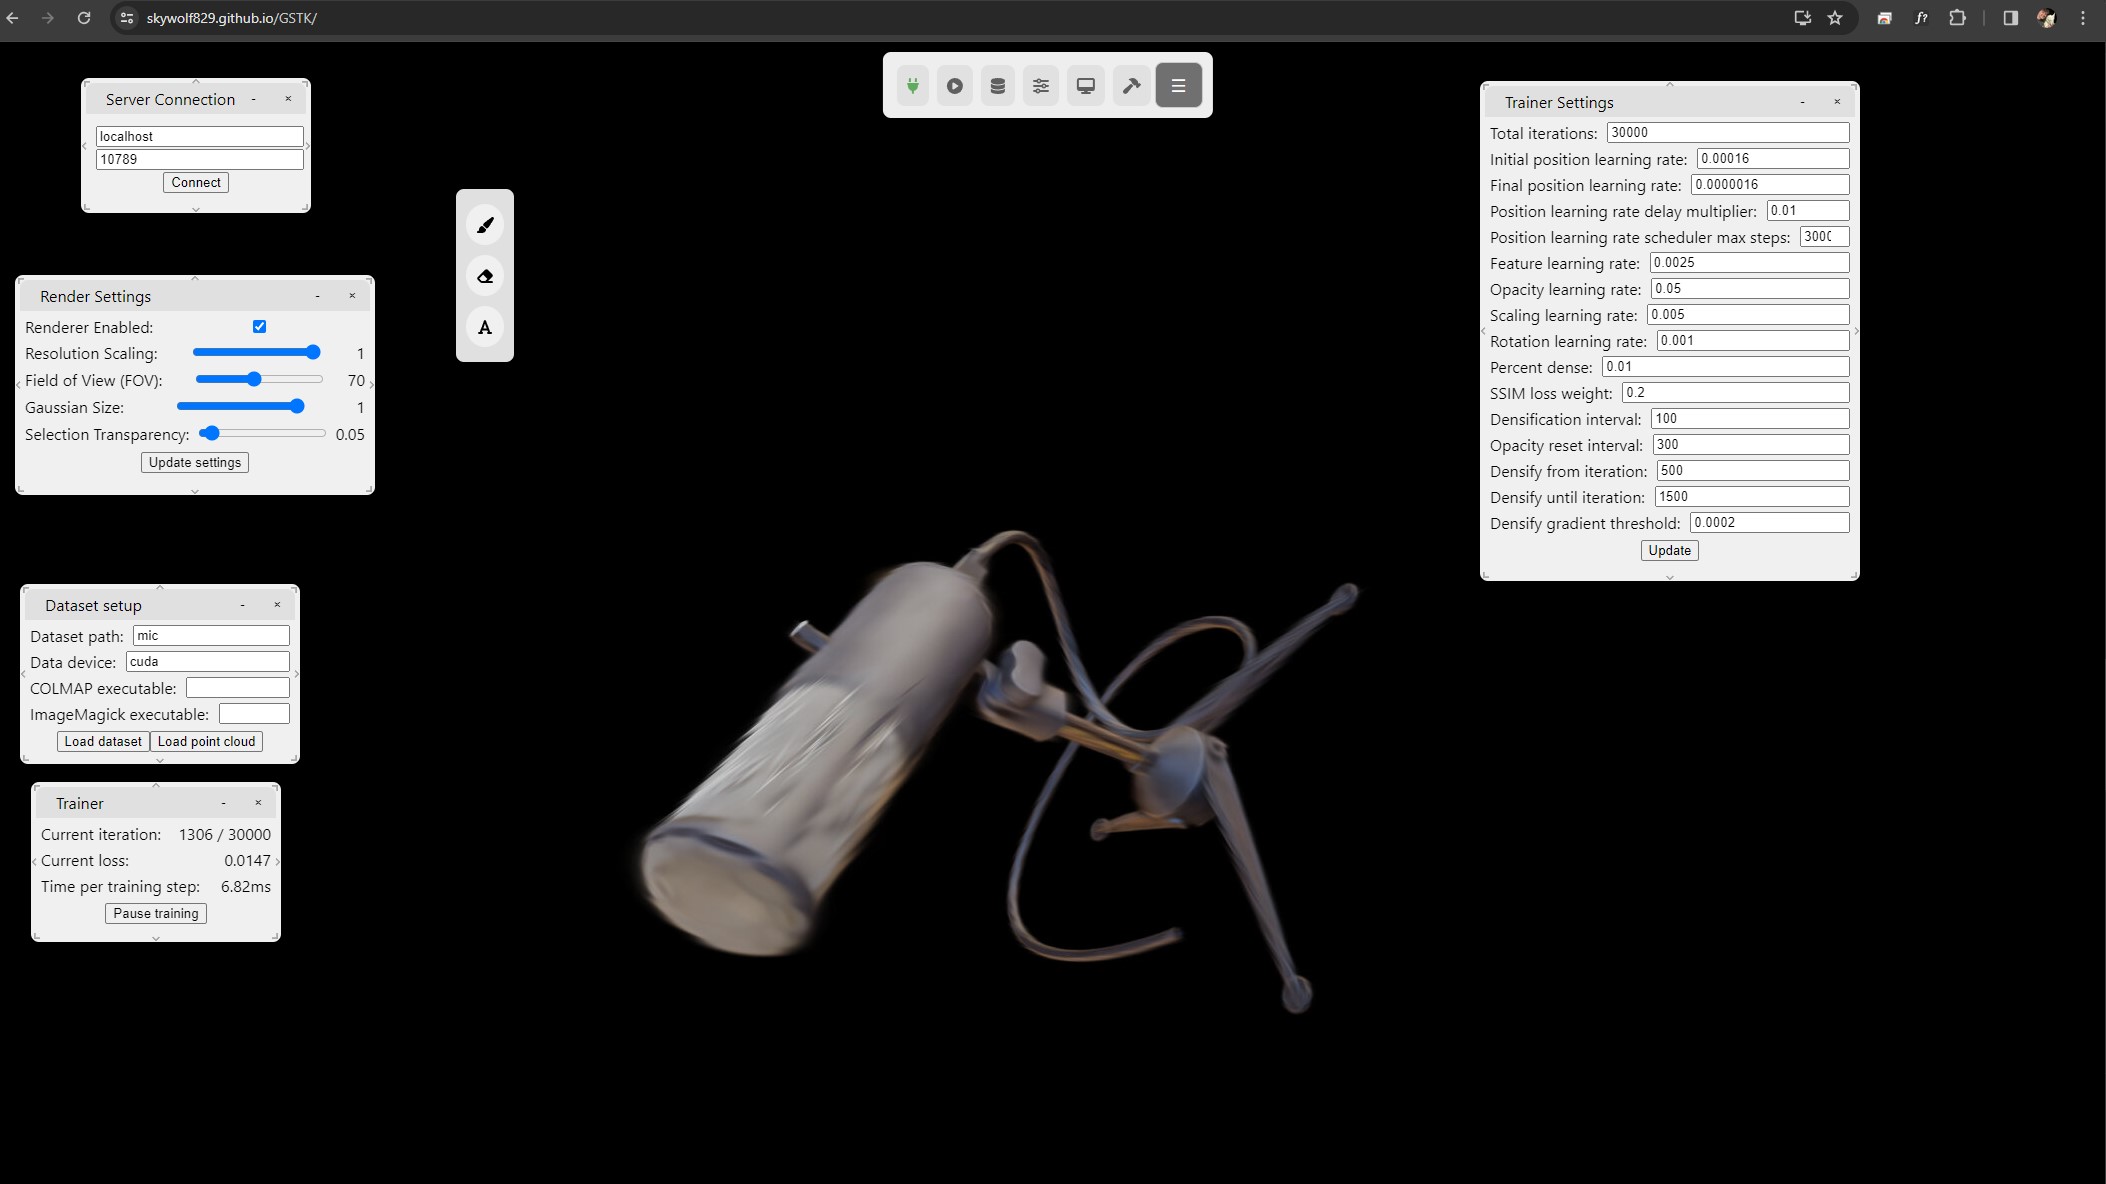 skywolf829.github.io/GSTK/
f?
Server Connection - ×
localhost
10789
Connect
Render Settings - ×
Renderer Enabled:
Resolution Scaling: 1
Field of View (FOV): 70
Gaussian Size: 1
Selection Transparency: 0.05
Update settings
Dataset setup - ×
Dataset path: mic
Data device: cuda
COLMAP executable:
ImageMagick executable:
Load dataset Load point cloud
Trainer - ×
Current iteration: 1306 / 30000
Current loss: 0.0147
Time per training step: 6.82ms
Pause training
A
Trainer Settings - ×
Total iterations: 30000
Initial position learning rate: 0.00016
Final position learning rate: 0.0000016
Position learning rate delay multiplier: 0.01
Position learning rate scheduler max steps: 300
Feature learning rate: 0.0025
Opacity learning rate: 0.05
Scaling learning rate: 0.005
Rotation learning rate: 0.001
Percent dense: 0.01
SSIM loss weight: 0.2
Densification interval: 100
Opacity reset interval: 300
Densify from iteration: 500
Densify until iteration: 1500
Densify gradient threshold: 0.0002
Update